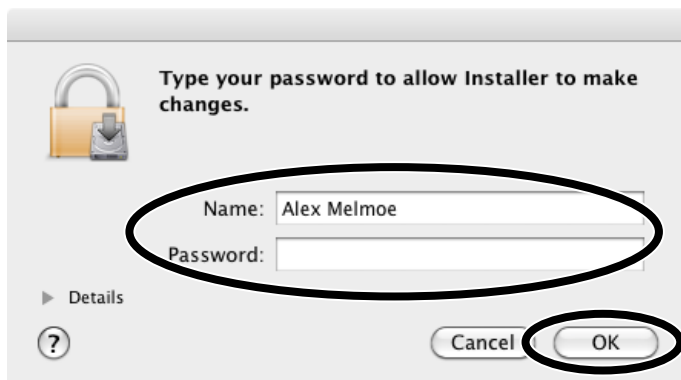 Type your password to allow Installer to make
changes.
Name: Alex Melmoe
Password:
Details
?
Cancel
OK